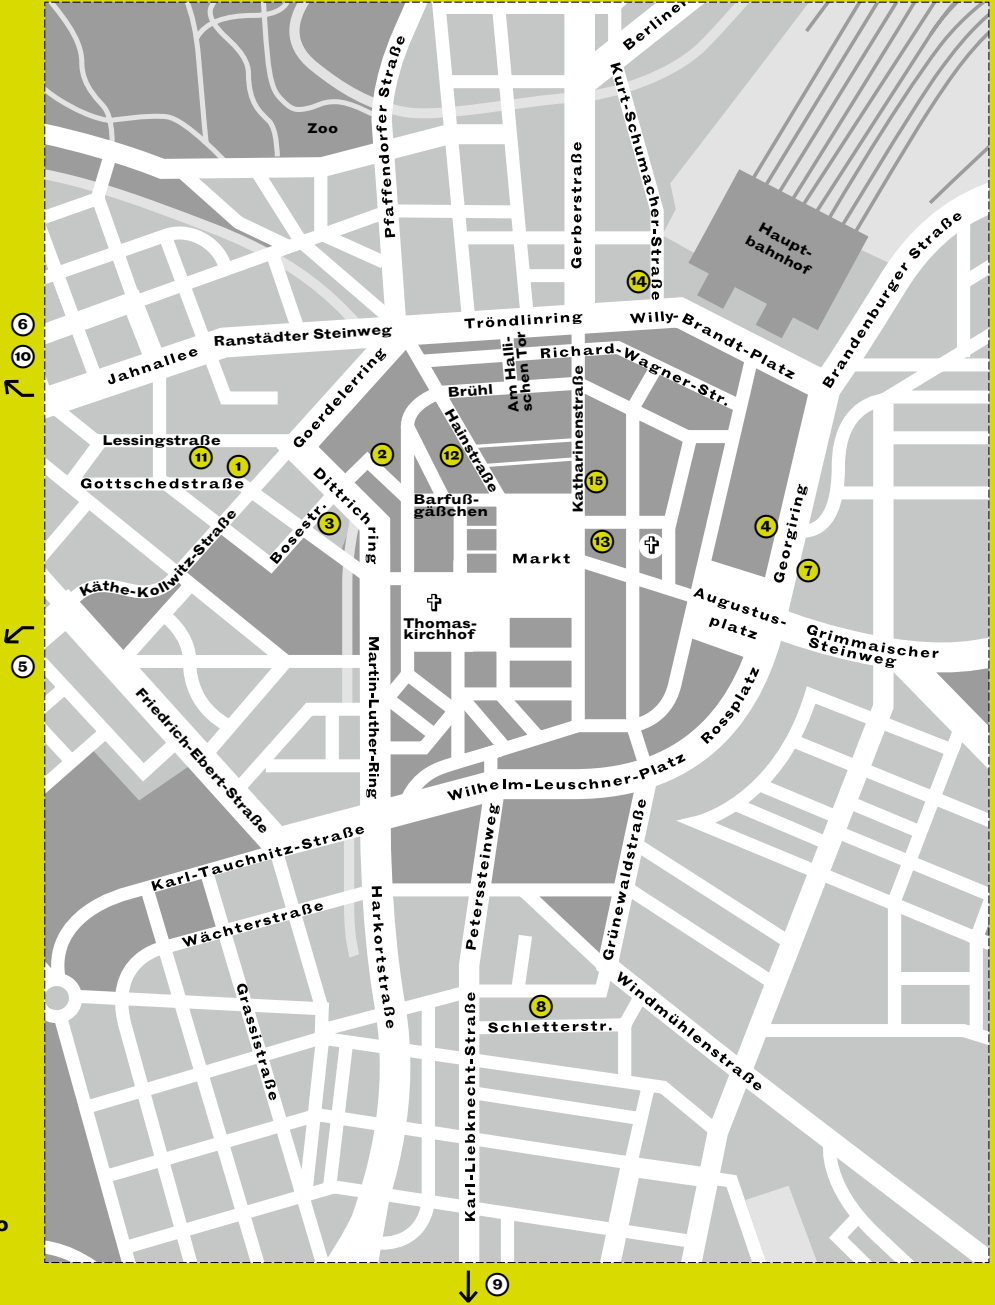 Berliner
Pfaffendorfer Straße
Kurt-Schumacher-Straße
Zoo
Gerberstraße
Haupt-
bahnhof
Brandenburger Straße
14
6
10
Ranstädter Steinweg
Tröndlinring
Willy-Brandt-Platz
Jahnallee
Goerdelerring
Am Halli-
schen Tor
Richard-Wagner-Str.
Brühl
Katharinenstraße
Hainstraße
Lessingstraße
11
1
2
12
Gottschedstraße
Dittrichring
15
Barfuß-
gäßchen
Bosestr.
3
4
Georgiring
13
Markt
7
Käthe-Kollwitz-Straße
Thomas-
kirchhof
Augustus-
platz
Grimmaischer
Steinweg
5
Martin-Luther-Ring
Friedrich-Ebert-Straße
Rossplatz
Wilhelm-Leuschner-Platz
Karl-Tauchnitz-Straße
Peterssteinweg
Grünewaldstraße
Wächterstraße
Harkortstraße
Grassistraße
Windmühlenstraße
8
Schletterstr.
Karl-Liebknecht-Straße
9